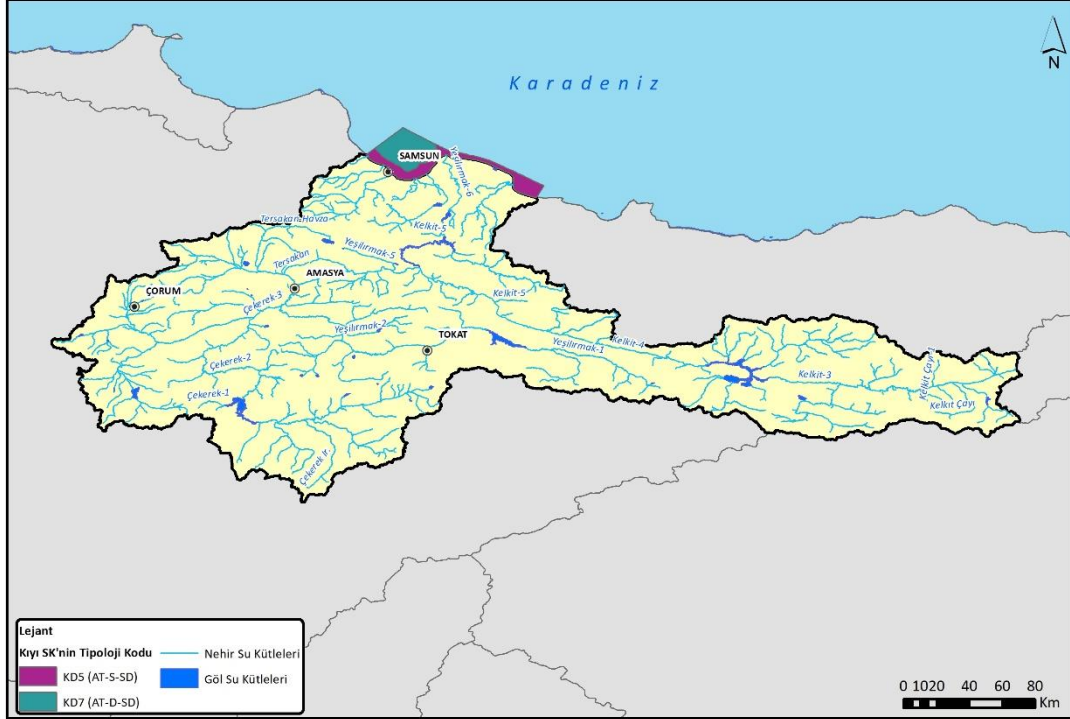 N
Karadeniz
SAMSUN
Yeşilırmak-6
Tersakan Havza
Kelkit-5
Yeşilırmak-5
Tersakan
AMASYA
Kelkit-5
ÇORUM
Çekerek-3
Yeşilırmak-2
TOKAT
Yeşilırmak-1
Kelkit-4
Çekerek-2
Kelkit-3
Kelkit Çayı-1
Çekerek-1
Kelkit Çayı
Çekerek Ir.
Lejant
Kıyı SK'nin Tipoloji Kodu
KD5 (AT-S-SD)
KD7 (AT-D-SD)
Nehir Su Kütleleri
Göl Su Kütleleri
0 10 20 40 60 80
Km